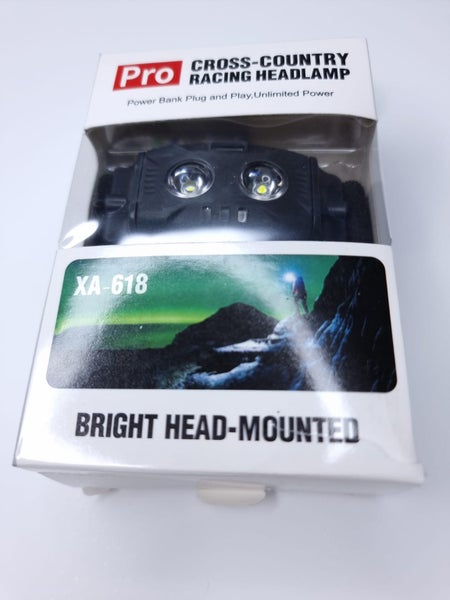 Pro CROSS-COUNTRY
RACING HEADLAMP
Power Bank Plug and Play,Unlimited Power
XA-618
BRIGHT HEAD-MOUNTED